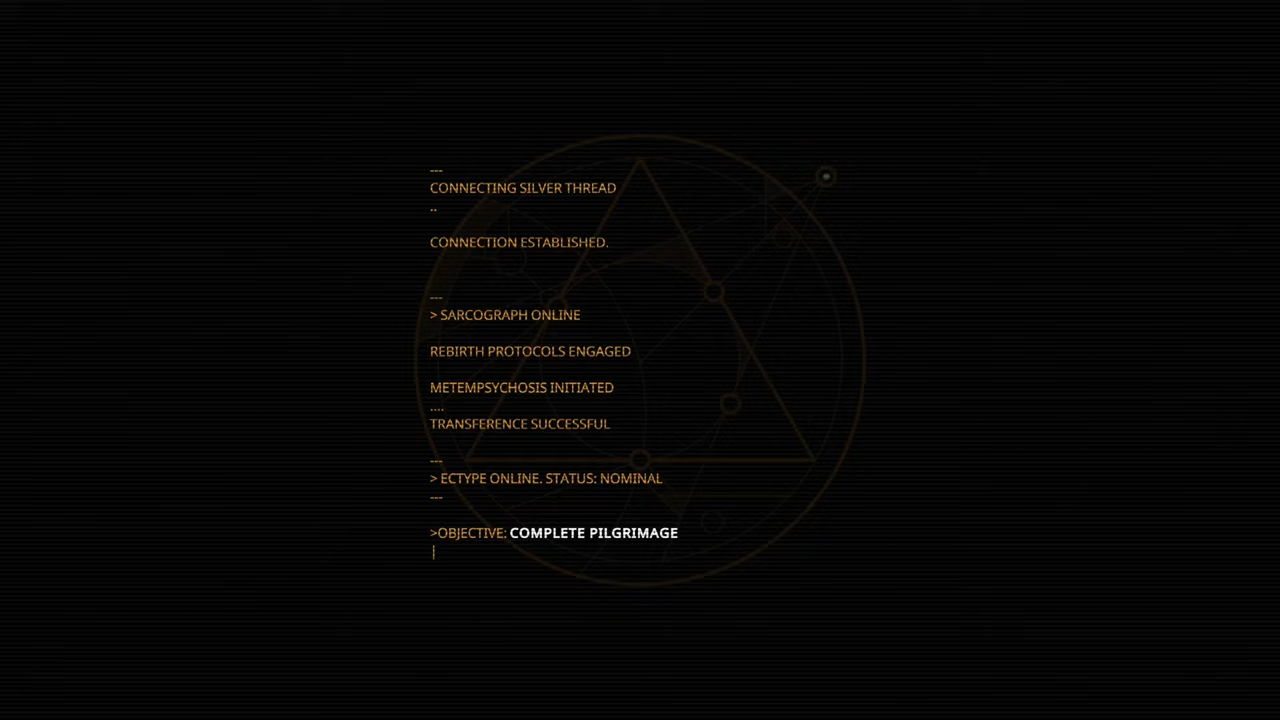 ---
CONNECTING SILVER THREAD
..
CONNECTION ESTABLISHED.
---
> SARCOGRAPH ONLINE
REBIRTH PROTOCOLS ENGAGED
METEMPSYCHOSIS INITIATED
....
TRANSFERENCE SUCCESSFUL
---
> ECTYPE ONLINE. STATUS: NOMINAL
---
>OBJECTIVE: COMPLETE PILGRIMAGE